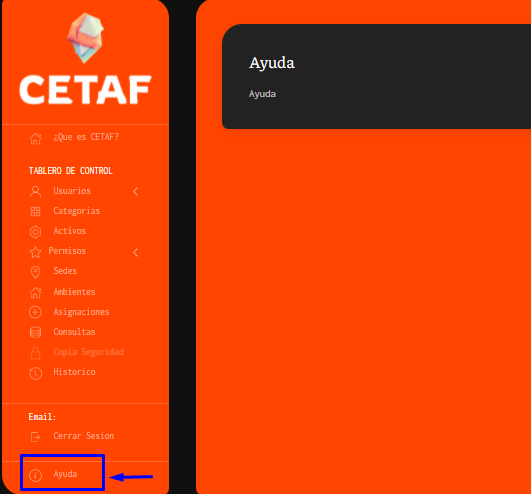 CETAF
¿Que es CETAF?
TABLERO DE CONTROL
Usuarios
Categorias
Activos
Permisos
Sedes
Ambientes
Asignaciones
Consultas
Copia Seguridad
Historico
Email:
Cerrar Sesion
Ayuda
Ayuda
Ayuda